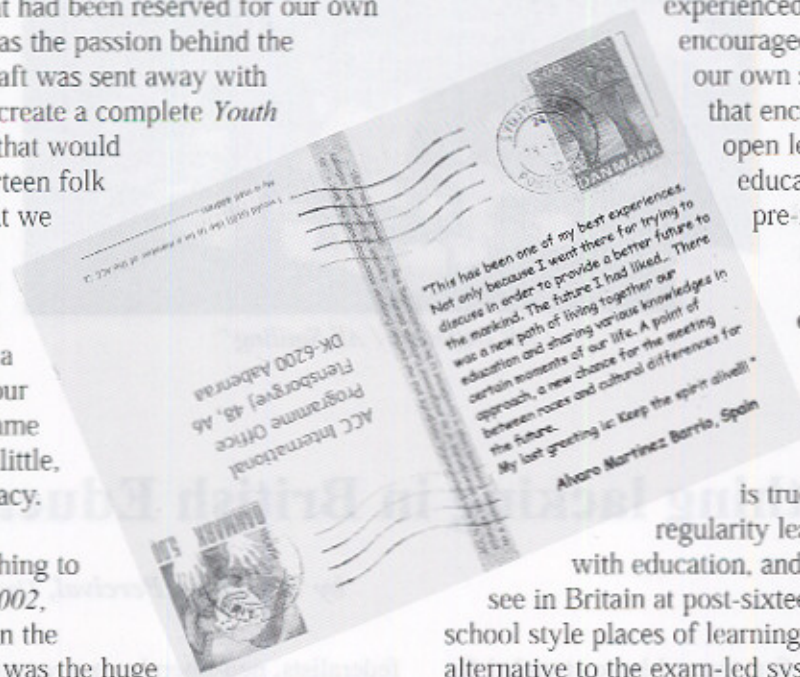 t had been reserved for our own
as the passion behind the
aft was sent away with
create a complete Youth
that would
rteen folk
t we
a
our
ame
little,
acy.
hing to
002,
n the
was the huge
DANMARK
"This has been one of my best experiences.
Not only because I went there for trying to
discuss in order to provide a better future to
the mankind. The future I had liked... There
was a new path of living together our
education and sharing various knowledges in
certain moments of our life. A point of
approach, a new chance for the meeting
between races and cultural differences for
the future.
My last greeting is: Keep the spirit alive!!! "
Alvaro Martinez Barrio, Spain
ACC International
Programme Office
Flensborgvej 48, A6
DK-6200 Aabenraa
DANMARK
experienced
encourage
our own
that enc
open le
educa
pre-
is tru
regularity lea
with education, and
see in Britain at post-sixtee
school style places of learning
alternative to the exam-led sys